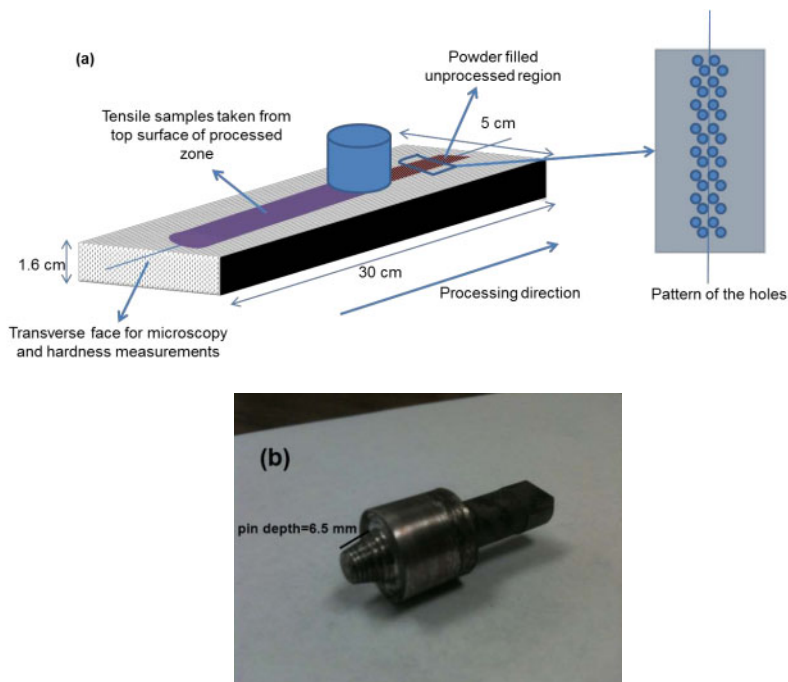 (a)
Powder filled
unprocessed region
Tensile samples taken from
top surface of processed
zone
5 cm
1.6 cm
30 cm
Processing direction
Pattern of the holes
Transverse face for microscopy
and hardness measurements
(b)
pin depth=6.5 mm